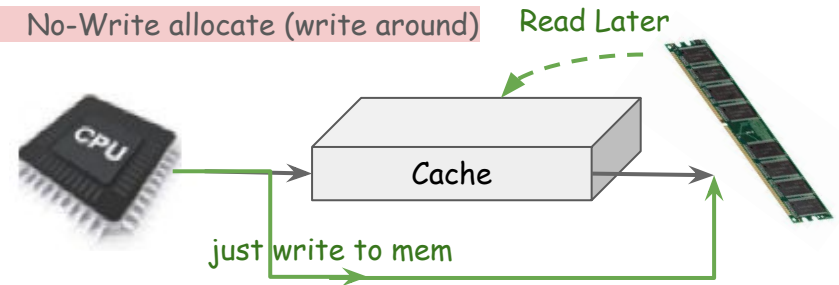 No-Write allocate (write around)
Read Later
CPU
Cache
just write to mem